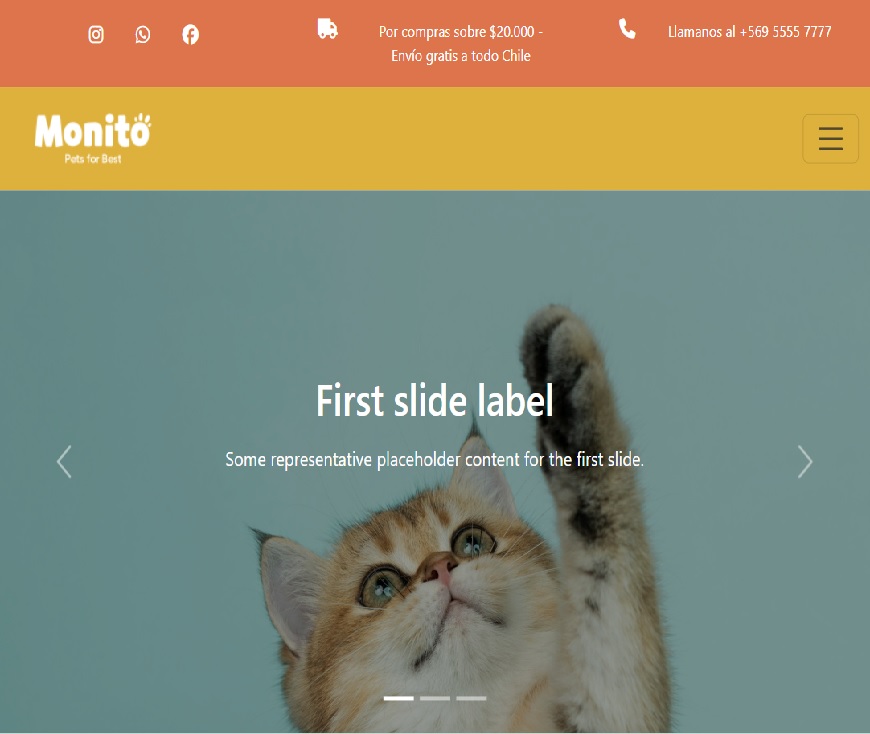 Por compras sobre $20.000 -
Envío gratis a todo Chile
Llamanos al +569 5555 7777
Monito
Pets for Best
First slide label
Some representative placeholder content for the first slide.